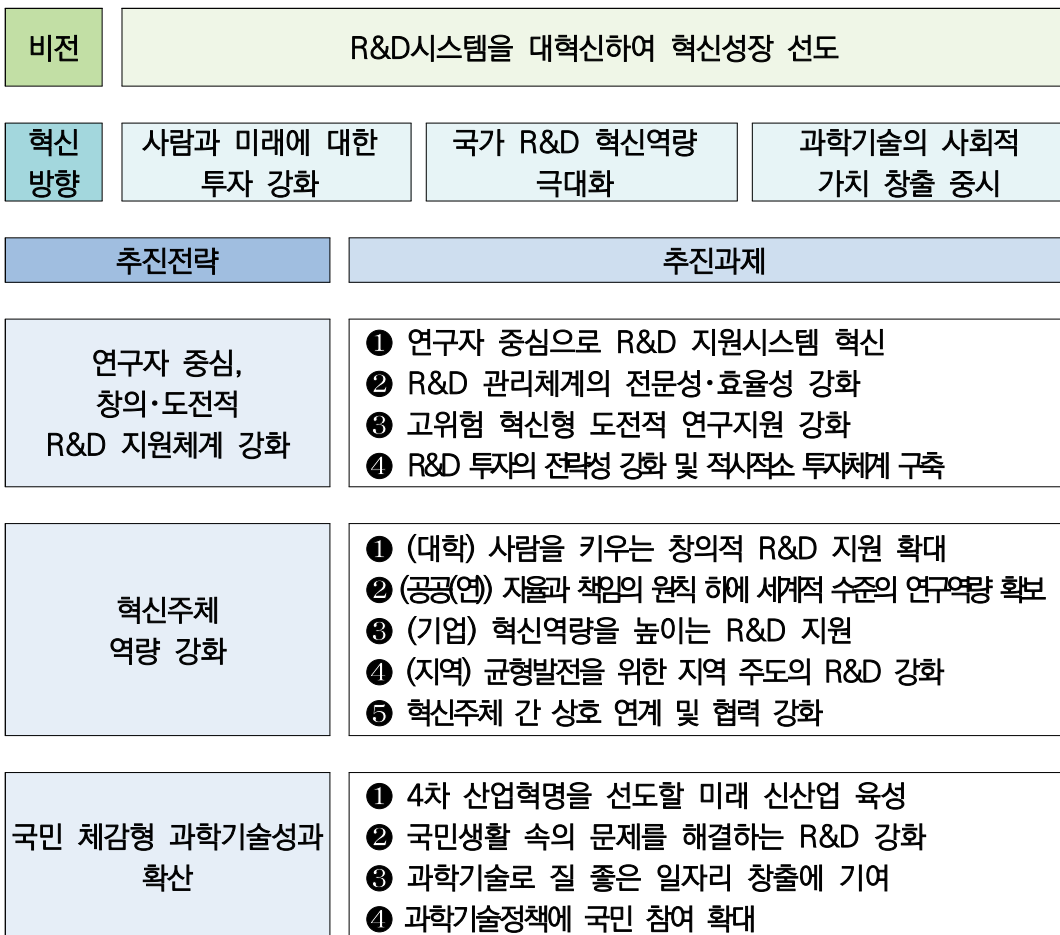 비전
R&D시스템을 대혁신하여 혁신성장 선도
혁신
방향
사람과 미래에 대한
투자 강화
국가 R&D 혁신역량
극대화
과학기술의 사회적
가치 창출 중시
추진전략
추진과제
연구자 중심,
창의·도전적
R&D 지원체계 강화
❶ 연구자 중심으로 R&D 지원시스템 혁신
❷ R&D 관리체계의 전문성·효율성 강화
❸ 고위험 혁신형 도전적 연구지원 강화
❹ R&D 투자의 전략성 강화 및 적시적소 투자체계 구축
혁신주체
역량 강화
❶ (대학) 사람을 키우는 창의적 R&D 지원 확대
❷ (공공(연)) 자율과 책임의 원칙 하에 세계적 수준의 연구역량 확보
❸ (기업) 혁신역량을 높이는 R&D 지원
❹ (지역) 균형발전을 위한 지역 주도의 R&D 강화
❺ 혁신주체 간 상호 연계 및 협력 강화
국민 체감형 과학기술성과
확산
❶ 4차 산업혁명을 선도할 미래 신산업 육성
❷ 국민생활 속의 문제를 해결하는 R&D 강화
❸ 과학기술로 질 좋은 일자리 창출에 기여
❹ 과학기술정책에 국민 참여 확대